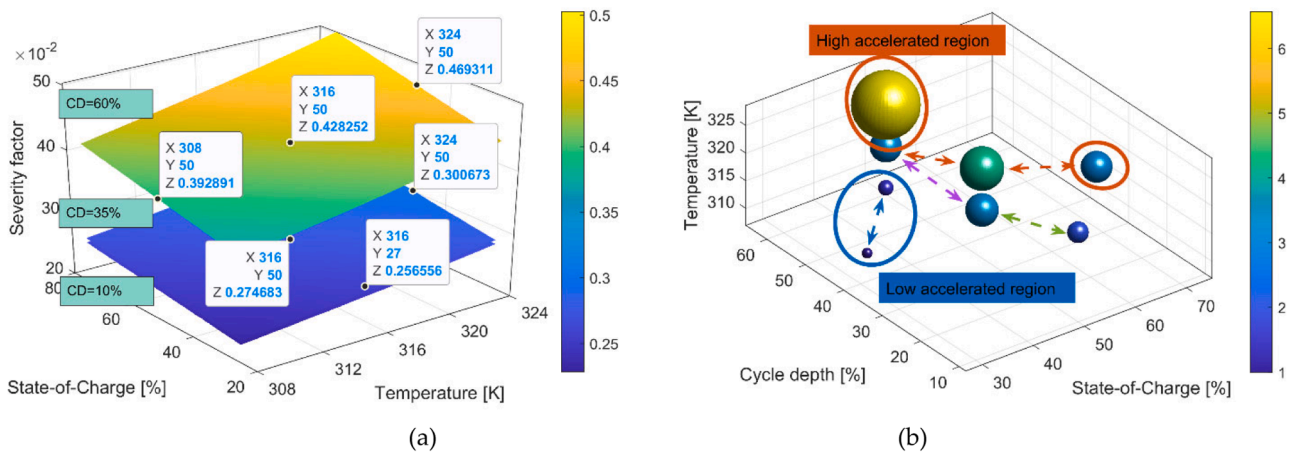 ×10⁻²
50
40
30
20
Severity factor
80
60
40
20
State-of-Charge [%]
308
312
316
320
324
Temperature [K]
CD=60%
CD=35%
CD=10%
X 324
Y 50
Z 0.469311
X 316
Y 50
Z 0.428252
X 308
Y 50
Z 0.392891
X 324
Y 50
Z 0.300673
X 316
Y 50
Z 0.274683
X 316
Y 27
Z 0.256556
0.5
0.45
0.4
0.35
0.3
0.25
(a)
High accelerated region
Low accelerated region
Temperature [K]
325
320
315
310
60
50
40
30
20
10
Cycle depth [%]
30
40
50
60
70
State-of-Charge [%]
6
5
4
3
2
1
(b)